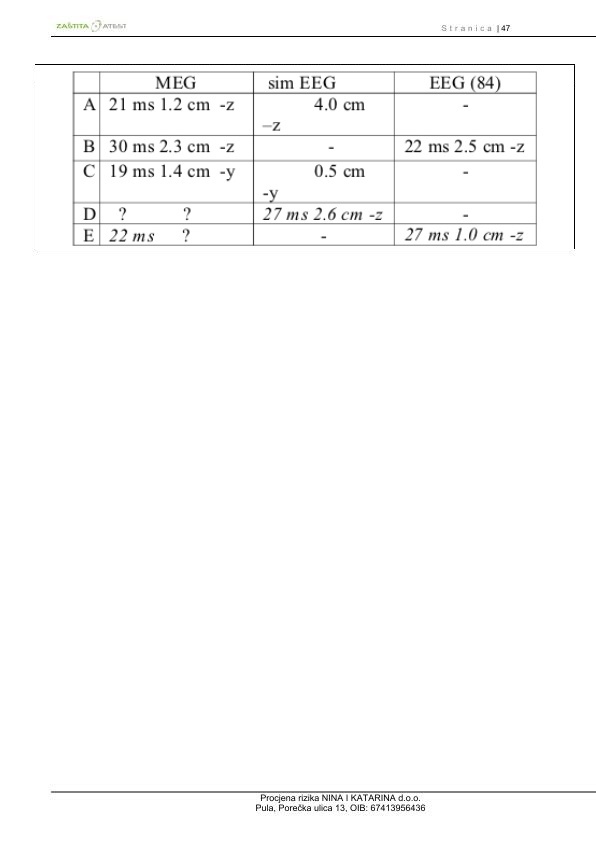 ZAŠTITA ATEST
Stranica | 47
MEG sim EEG EEG (84)
A 21 ms 1.2 cm -z 4.0 cm -
–z
B 30 ms 2.3 cm -z - 22 ms 2.5 cm -z
C 19 ms 1.4 cm -y 0.5 cm -
-y
D ? ? 27 ms 2.6 cm -z -
E 22 ms ? - 27 ms 1.0 cm -z
Procjena rizika NINA I KATARINA d.o.o.
Pula, Porečka ulica 13, OIB: 67413956436